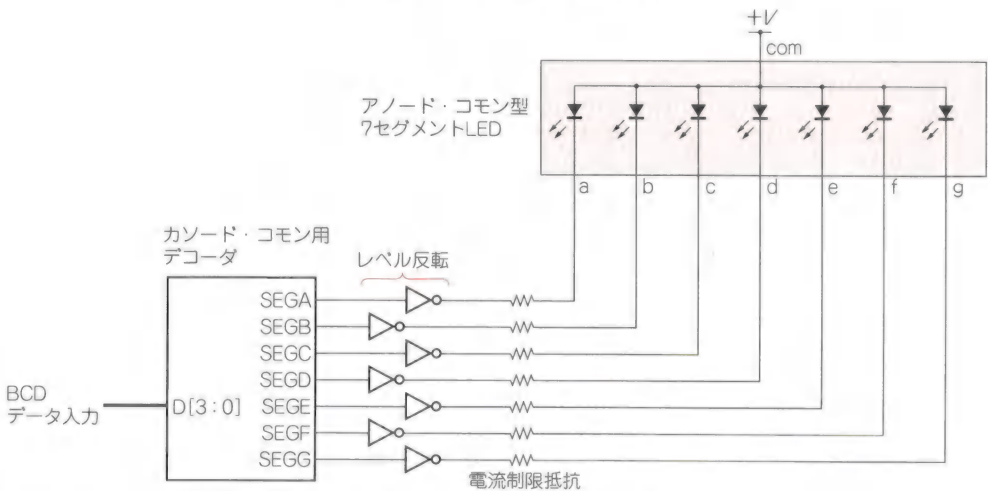 +V
com
アノード・コモン型
7セグメントLED
a b c d e f g
カソード・コモン用
デコーダ
レベル反転
SEGA
SEGB
SEGC
SEGD
BCD
データ入力
D[3:0] SEGE
SEGF
SEGG
電流制限抵抗